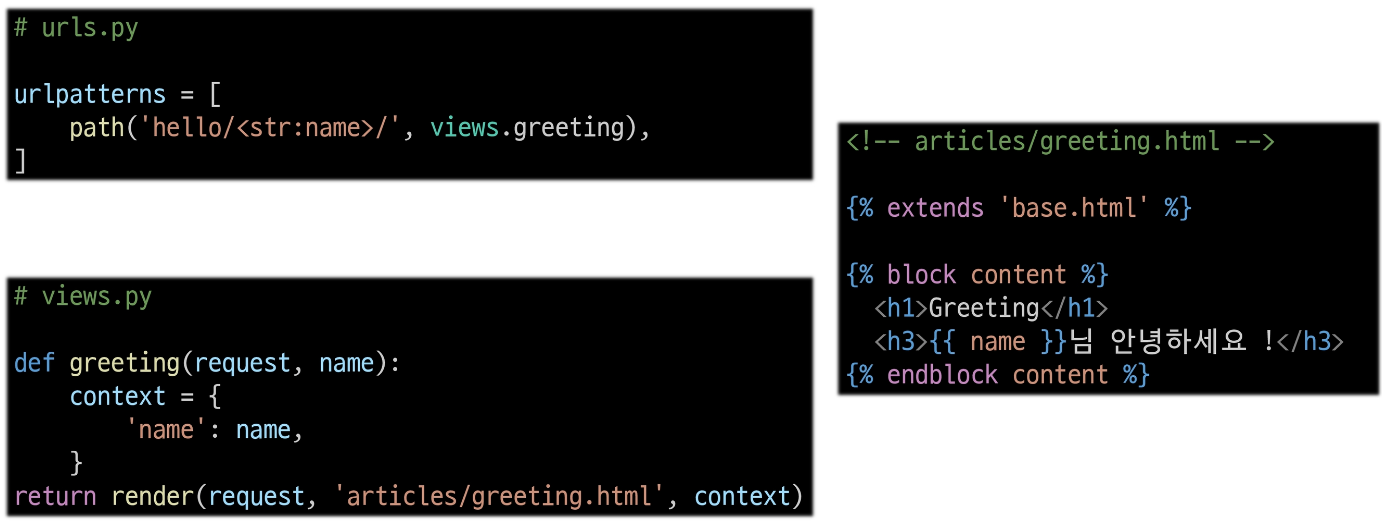 # urls.py
urlpatterns = [
    path('hello/<str:name>/', views.greeting),
]
# views.py
def greeting(request, name):
    context = {
        'name': name,
    }
return render(request, 'articles/greeting.html', context)
<!-- articles/greeting.html -->
{% extends 'base.html' %}
{% block content %}
  <h1>Greeting</h1>
  <h3>{{ name }}님 안녕하세요 !</h3>
{% endblock content %}